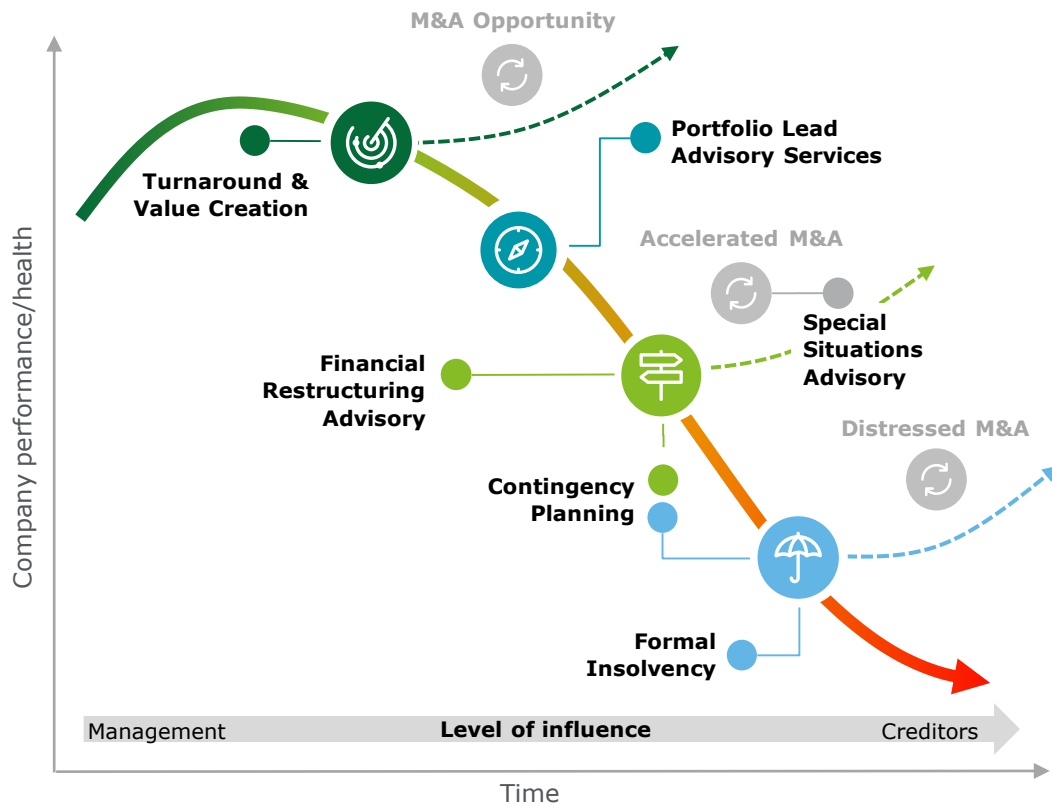 M&A Opportunity
Portfolio Lead
Advisory Services
Turnaround &
Value Creation
Accelerated M&A
Special
Situations
Advisory
Financial
Restructuring
Advisory
Distressed M&A
Contingency
Planning
Formal
Insolvency
Company performance/health
Management
Level of influence
Creditors
Time